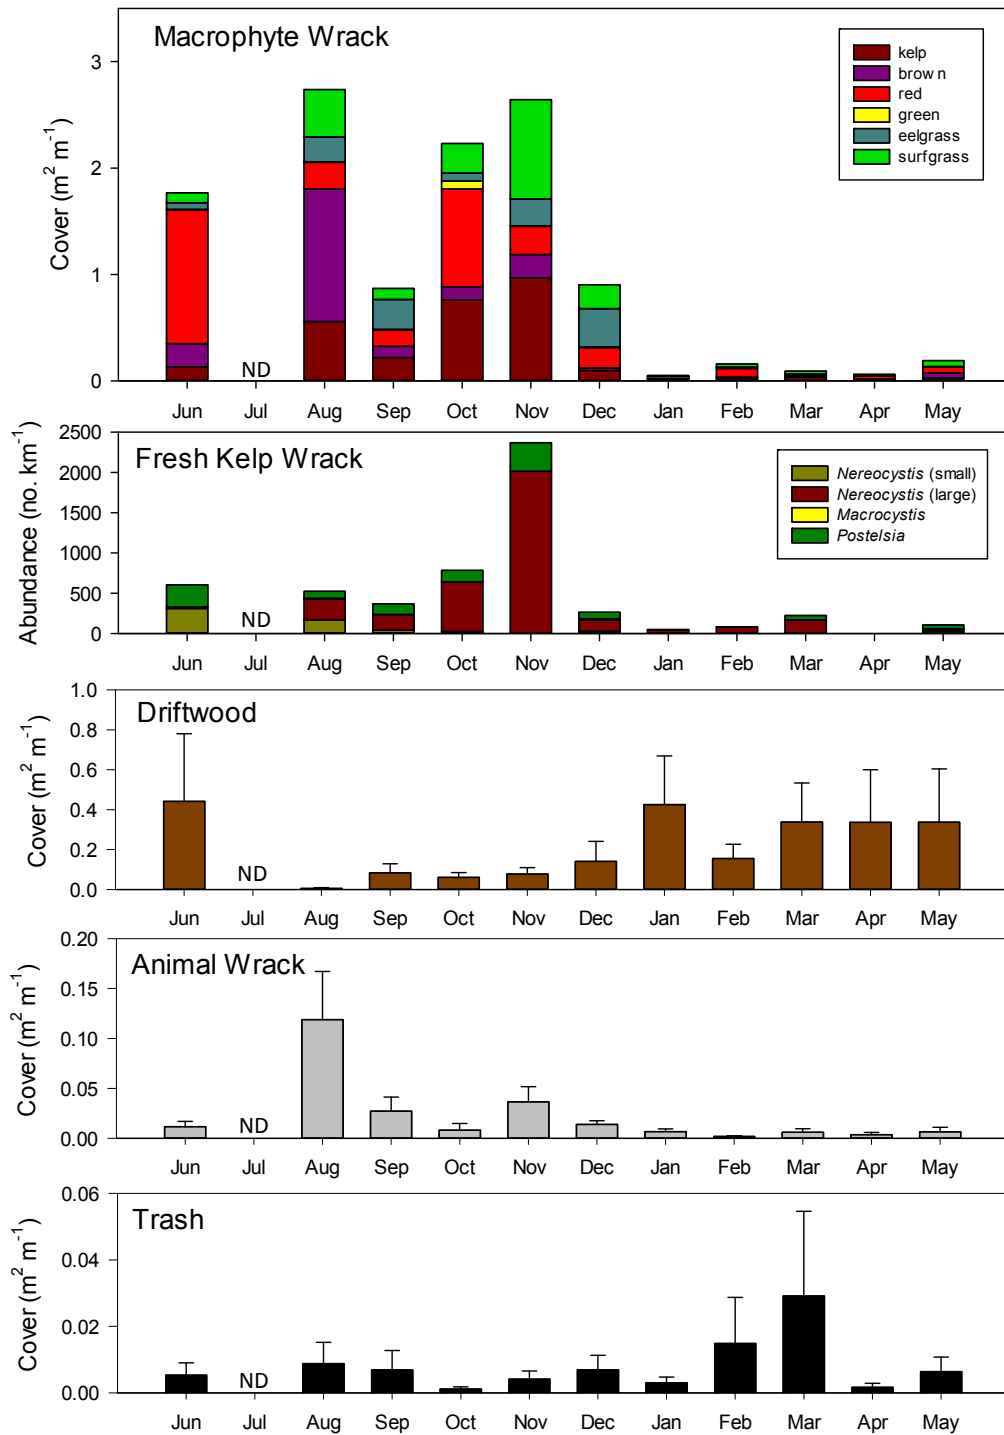 Macrophyte Wrack
kelp
brown
red
green
eelgrass
surfgrass
Cover (m² m⁻¹)
3
2
1
0
ND
Jun Jul Aug Sep Oct Nov Dec Jan Feb Mar Apr May
Fresh Kelp Wrack
Nereocystis (small)
Nereocystis (large)
Macrocystis
Postelsia
Abundance (no. km⁻¹)
2500
2000
1500
1000
500
0
ND
Jun Jul Aug Sep Oct Nov Dec Jan Feb Mar Apr May
Driftwood
Cover (m² m⁻¹)
1.0
0.8
0.6
0.4
0.2
0.0
ND
Jun Jul Aug Sep Oct Nov Dec Jan Feb Mar Apr May
Animal Wrack
Cover (m² m⁻¹)
0.20
0.15
0.10
0.05
0.00
ND
Jun Jul Aug Sep Oct Nov Dec Jan Feb Mar Apr May
Trash
Cover (m² m⁻¹)
0.06
0.04
0.02
0.00
ND
Jun Jul Aug Sep Oct Nov Dec Jan Feb Mar Apr May